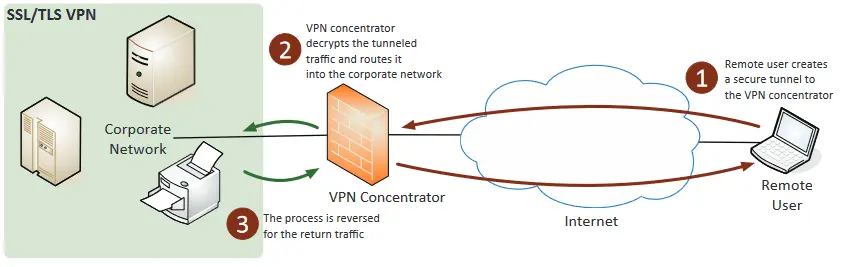 SSL/TLS VPN
2
VPN concentrator
decrypts the tunneled
traffic and routes it
into the corporate network
1
Remote user creates
a secure tunnel to
the VPN concentrator
Corporate
Network
VPN Concentrator
Internet
Remote
User
3
The process is reversed
for the return traffic